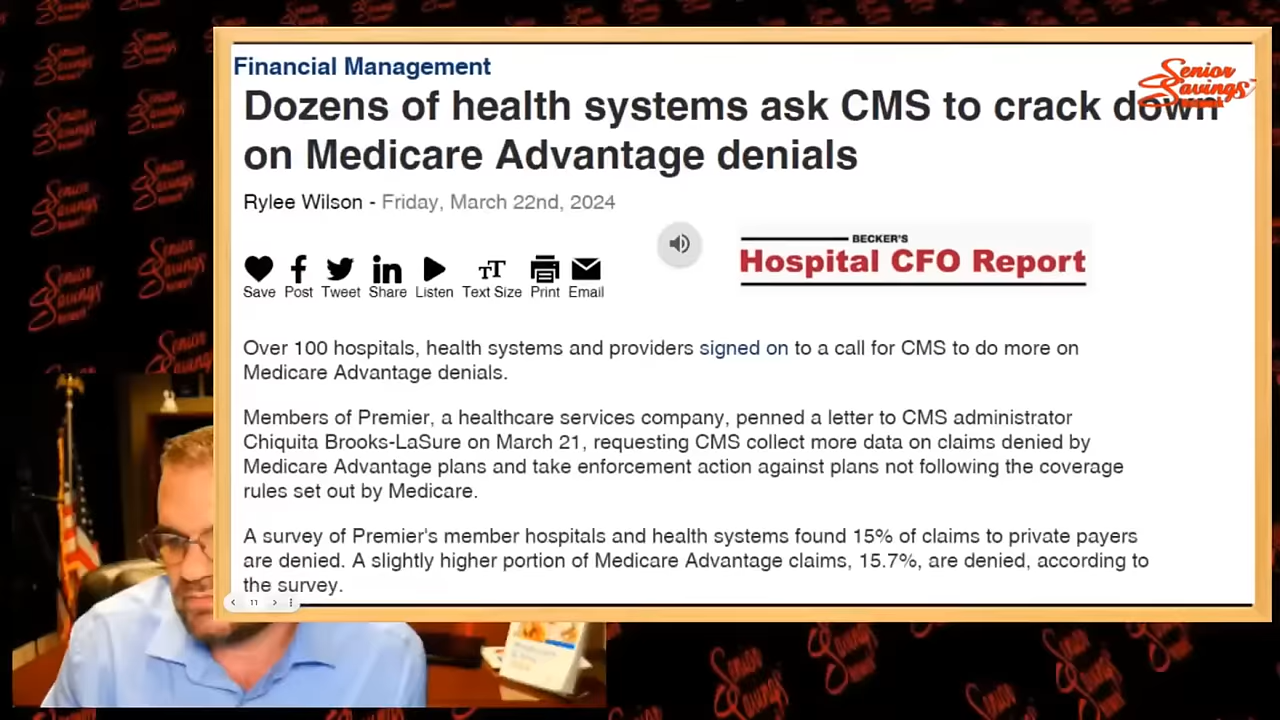 Financial Management
Senior
Savings
Dozens of health systems ask CMS to crack down
on Medicare Advantage denials
Rylee Wilson - Friday, March 22nd, 2024
BECKER'S
Hospital CFO Report
Save Post Tweet Share Listen Text Size Print Email
Over 100 hospitals, health systems and providers signed on to a call for CMS to do more on
Medicare Advantage denials.
Members of Premier, a healthcare services company, penned a letter to CMS administrator
Chiquita Brooks-LaSure on March 21, requesting CMS collect more data on claims denied by
Medicare Advantage plans and take enforcement action against plans not following the coverage
rules set out by Medicare.
A survey of Premier's member hospitals and health systems found 15% of claims to private payers
are denied. A slightly higher portion of Medicare Advantage claims, 15.7%, are denied, according to
the survey.
11